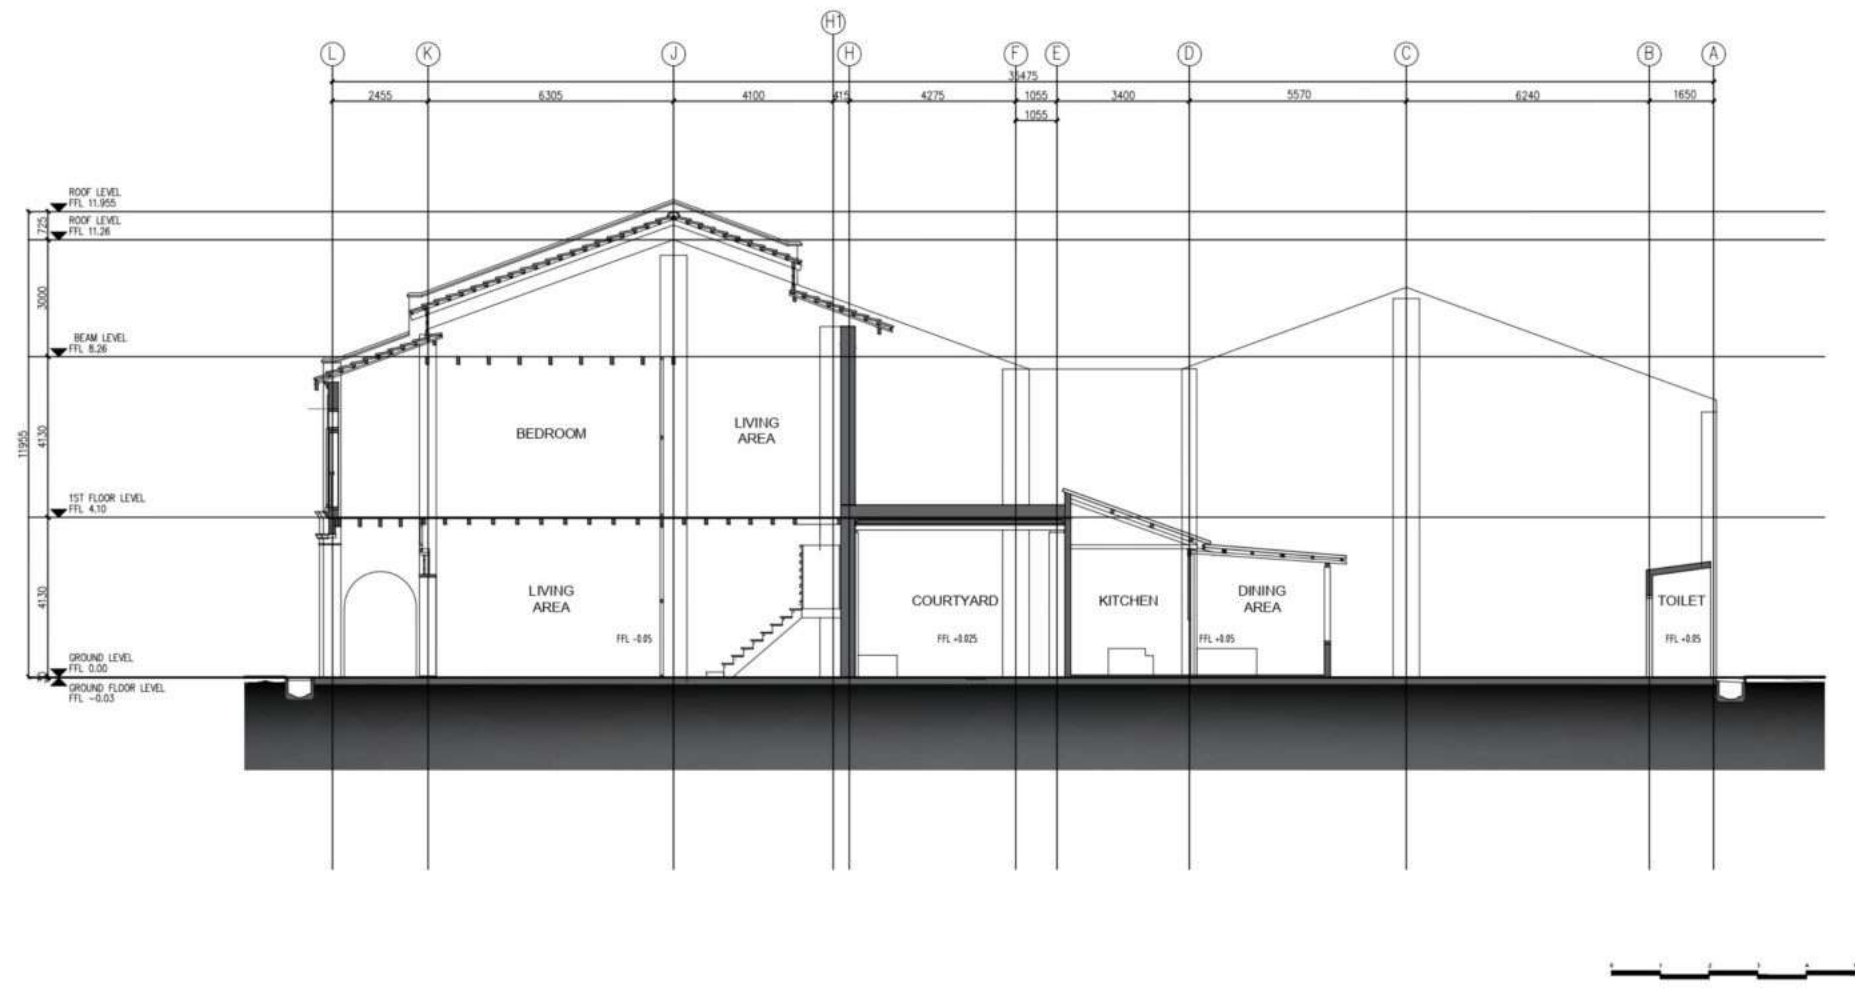 H1
L K J H F E D C B A
35475
2455 6305 4100 415 4275 1055 3400 5570 6240 1650
1055
ROOF LEVEL
FFL 11.955
725
ROOF LEVEL
FFL 11.26
3000
BEAM LEVEL
FFL 8.26
11955
4130
BEDROOM
LIVING
AREA
1ST FLOOR LEVEL
FFL 4.10
4130
LIVING
AREA
FFL -0.05
COURTYARD
FFL +0.025
KITCHEN
DINING
AREA
FFL +0.05
TOILET
FFL +0.05
GROUND LEVEL
FFL 0.00
GROUND FLOOR LEVEL
FFL -0.03